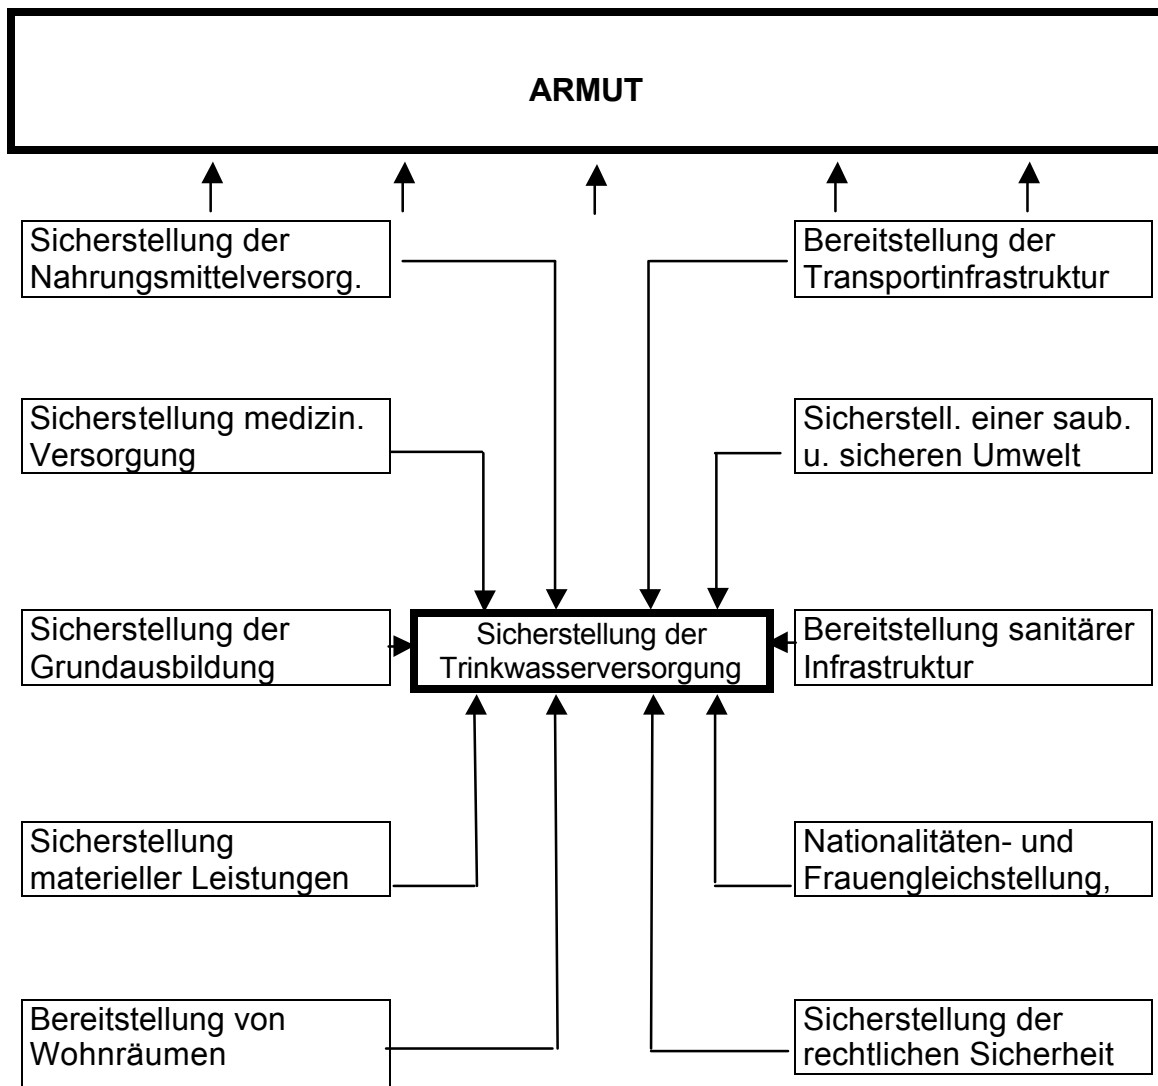 ARMUT
Sicherstellung der
Nahrungsmittelversorg.
Bereitstellung der
Transportinfrastruktur
Sicherstellung medizin.
Versorgung
Sicherstell. einer saub.
u. sicheren Umwelt
Sicherstellung der
Grundausbildung
Sicherstellung der
Trinkwasserversorgung
Bereitstellung sanitärer
Infrastruktur
Sicherstellung
materieller Leistungen
Nationalitäten- und
Frauengleichstellung,
Bereitstellung von
Wohnräumen
Sicherstellung der
rechtlichen Sicherheit